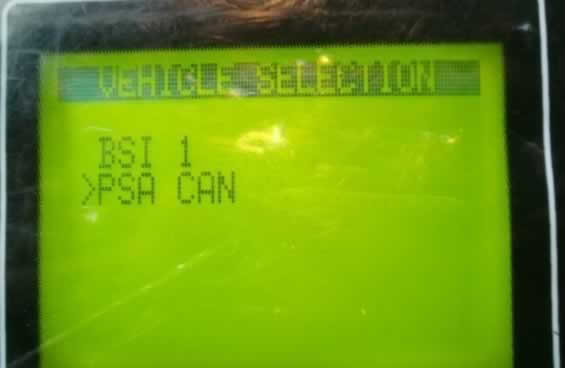 VEHICLE SELECTION
BSI 1
>PSA CAN